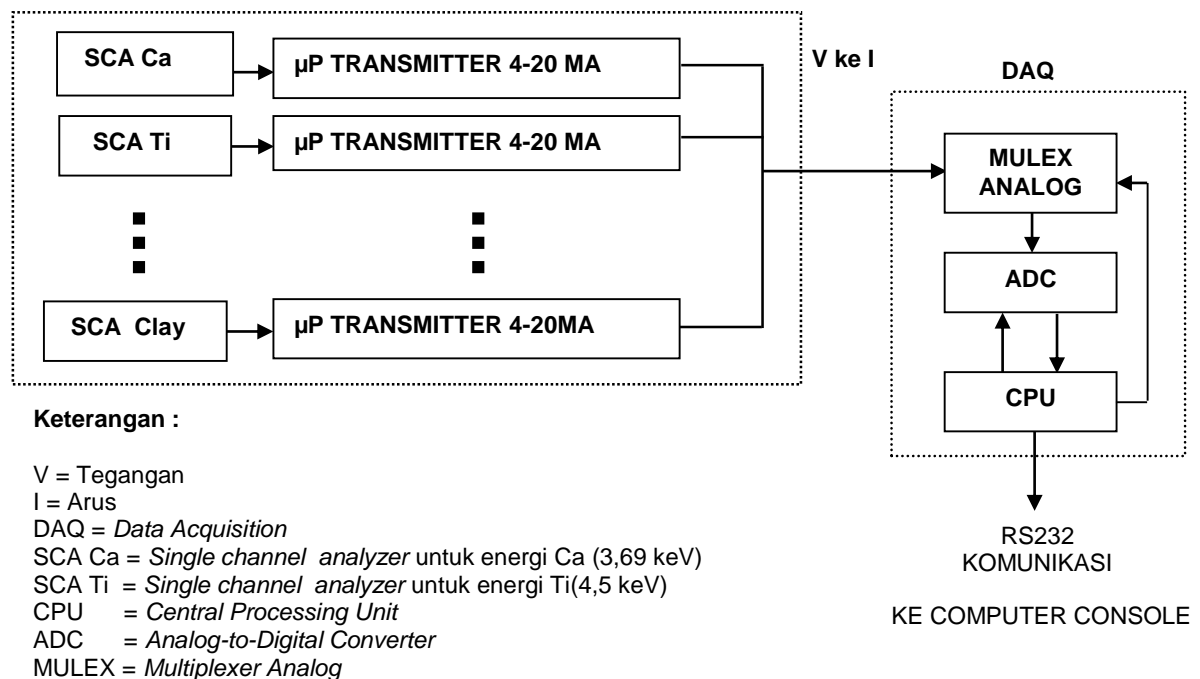 SCA Ca
µP TRANSMITTER 4-20 MA
V ke I
DAQ
SCA Ti
µP TRANSMITTER 4-20 MA
MULEX
ANALOG
ADC
SCA Clay
µP TRANSMITTER 4-20MA
CPU
Keterangan :
V = Tegangan
I = Arus
DAQ = Data Acquisition
SCA Ca = Single channel analyzer untuk energi Ca (3,69 keV)
SCA Ti = Single channel analyzer untuk energi Ti(4,5 keV)
CPU = Central Processing Unit
ADC = Analog-to-Digital Converter
MULEX = Multiplexer Analog
RS232
KOMUNIKASI
KE COMPUTER CONSOLE